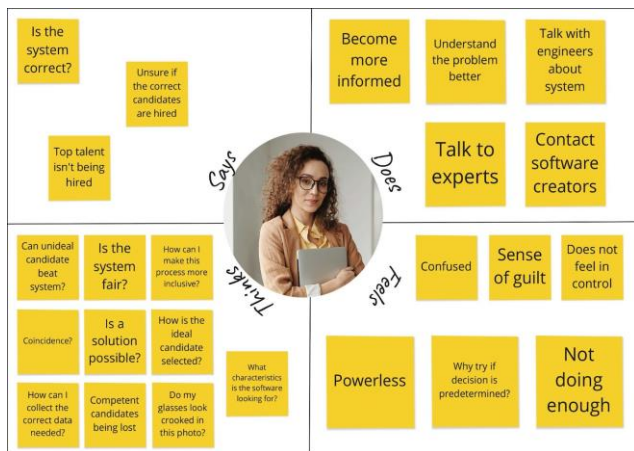 Is the
system
correct?
Unsure if
the correct
candidates
are hired
Top talent
isn't being
hired
Says
Become
more
informed
Understand
the problem
better
Talk with
engineers
about
system
Talk to
experts
Contact
software
creators
Does
Can unideal
candidate
beat
system?
Is the
system
fair?
How can I
make this
process more
inclusive?
Coincidence?
Is a
solution
possible?
How is the
ideal
candidate
selected?
What
characteristics
is the software
looking for?
How can I
collect the
correct data
needed?
Competent
candidates
being lost
Do my
glasses look
crooked in
this photo?
Thinks
Feels
Confused
Sense
of guilt
Does not
feel in
control
Powerless
Why try if
decision is
predetermined?
Not
doing
enough